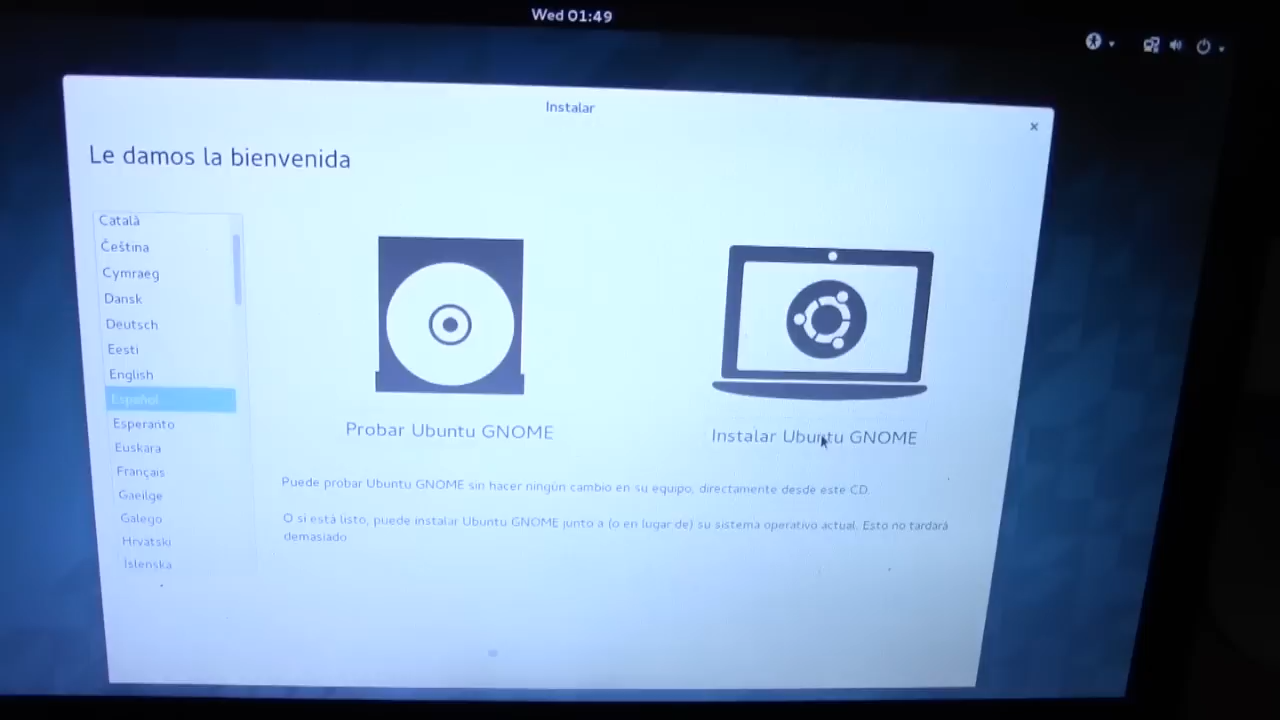 Wed 01:49
Instalar
Le damos la bienvenida
Català
Čeština
Cymraeg
Dansk
Deutsch
Eesti
English
Español
Esperanto
Euskara
Français
Gaeilge
Galego
Hrvatski
Íslenska
Probar Ubuntu GNOME
Instalar Ubuntu GNOME
Puede probar Ubuntu GNOME sin hacer ningún cambio en su equipo, directamente desde este CD.
O si está listo, puede instalar Ubuntu GNOME junto a (o en lugar de) su sistema operativo actual. Esto no tardará
demasiado